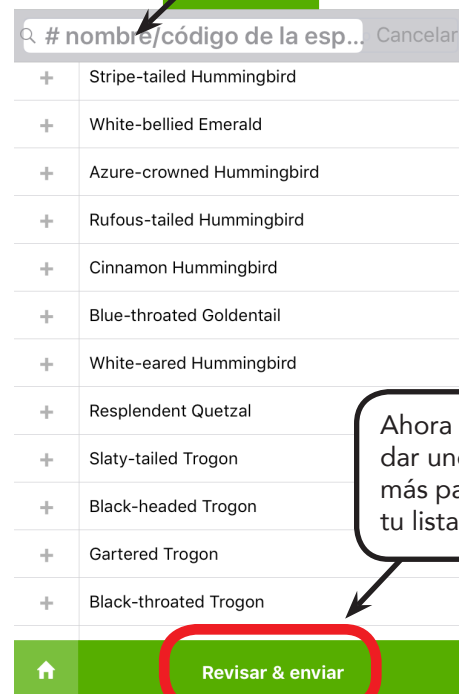 # nombre/código de la esp... Cancelar
Stripe-tailed Hummingbird
White-bellied Emerald
Azure-crowned Hummingbird
Rufous-tailed Hummingbird
Cinnamon Hummingbird
Blue-throated Goldentail
White-eared Hummingbird
Resplendent Quetzal
Slaty-tailed Trogon
Black-headed Trogon
Gartered Trogon
Black-throated Trogon
Ahora
dar
más
tu lista
Revisar & enviar